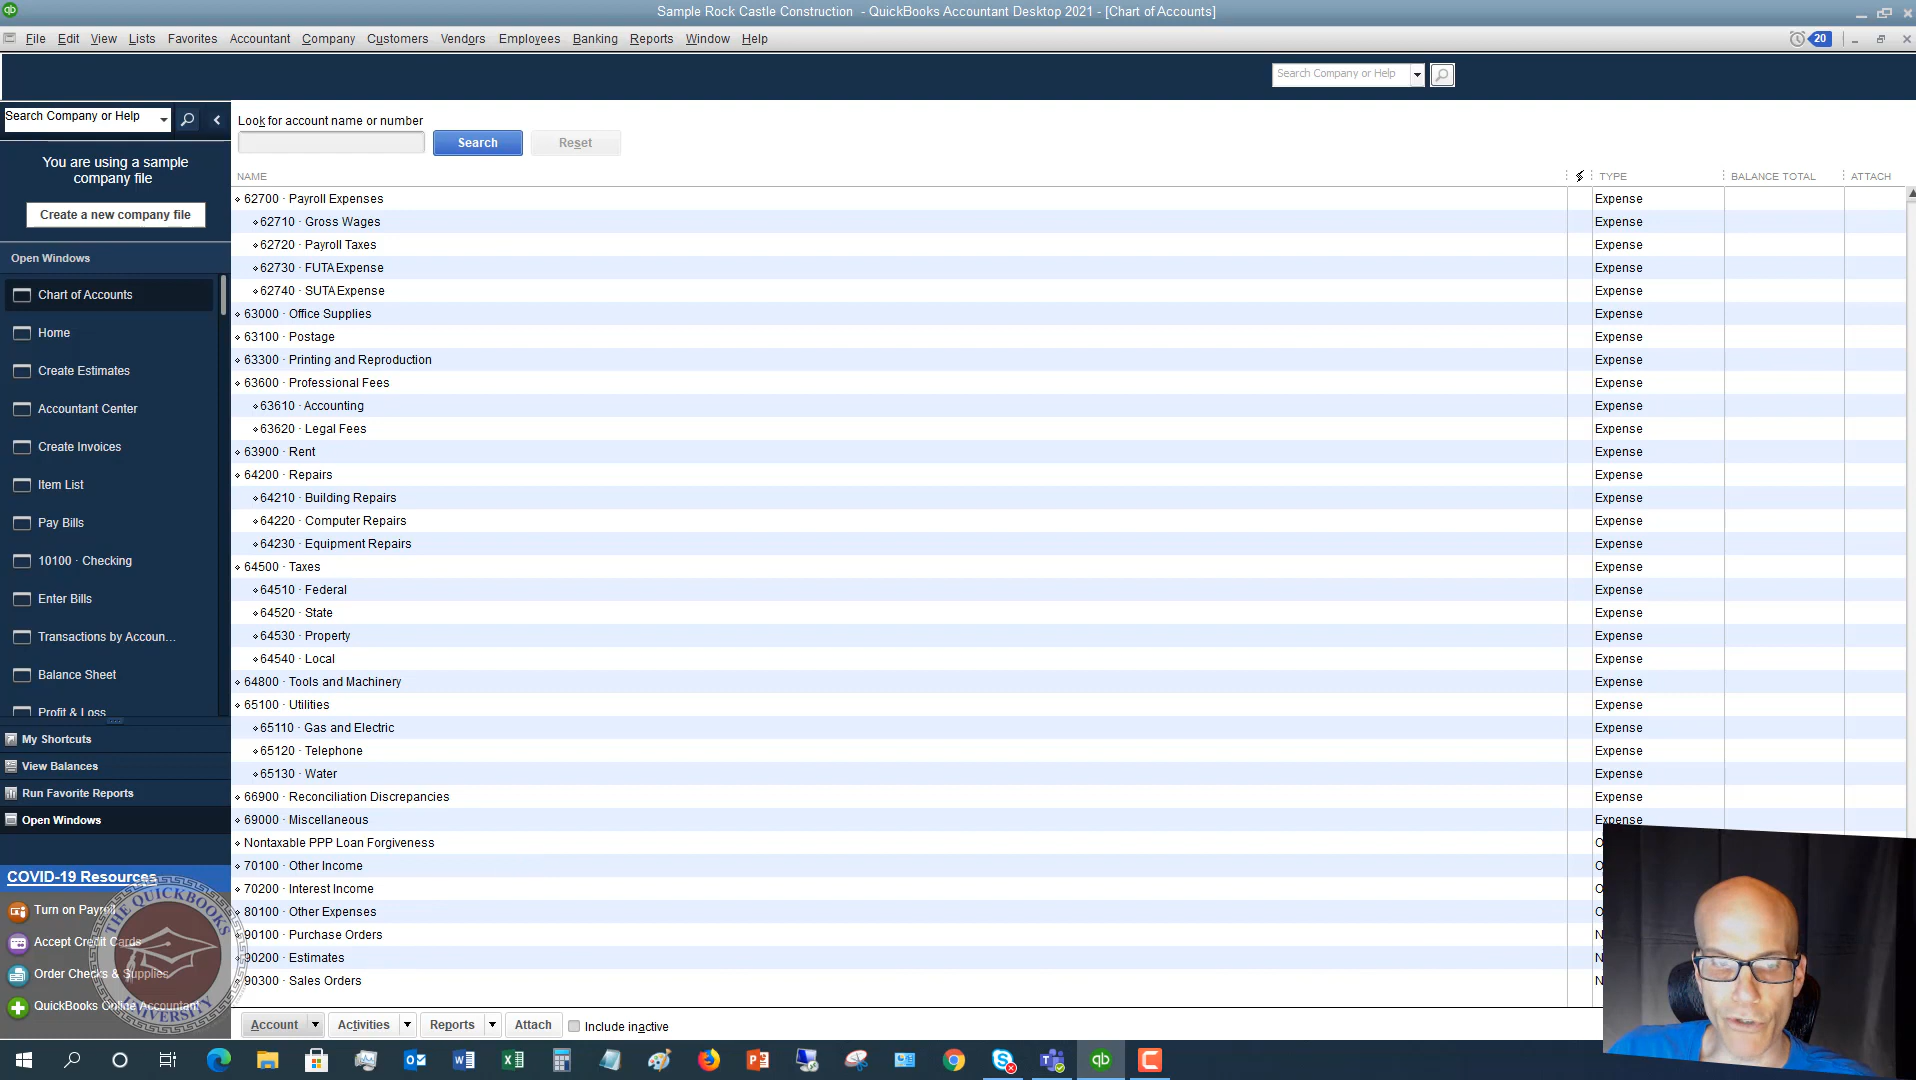 Sample Rock Castle Construction - QuickBooks Accountant Desktop 2021 - [Chart of Accounts]
File Edit View Lists Favorites Accountant Company Customers Vendors Employees Banking Reports Window Help
20
Search Company or Help
Search Company or Help
You are using a sample
company file
Create a new company file
Open Windows
Chart of Accounts
Home
Create Estimates
Accountant Center
Create Invoices
Item List
Pay Bills
10100 · Checking
Enter Bills
Transactions by Accoun...
Balance Sheet
Profit & Loss
My Shortcuts
View Balances
Run Favorite Reports
Open Windows
COVID-19 Resources
Turn on Payroll
Accept Credit Cards
Order Checks & Supplies
QuickBooks Online Accountant
THE QUICKBOOKS UNIVERSITY
Look for account name or number
Search
Reset
NAME TYPE BALANCE TOTAL ATTACH
62700 · Payroll Expenses Expense
62710 · Gross Wages Expense
62720 · Payroll Taxes Expense
62730 · FUTA Expense Expense
62740 · SUTA Expense Expense
63000 · Office Supplies Expense
63100 · Postage Expense
63300 · Printing and Reproduction Expense
63600 · Professional Fees Expense
63610 · Accounting Expense
63620 · Legal Fees Expense
63900 · Rent Expense
64200 · Repairs Expense
64210 · Building Repairs Expense
64220 · Computer Repairs Expense
64230 · Equipment Repairs Expense
64500 · Taxes Expense
64510 · Federal Expense
64520 · State Expense
64530 · Property Expense
64540 · Local Expense
64800 · Tools and Machinery Expense
65100 · Utilities Expense
65110 · Gas and Electric Expense
65120 · Telephone Expense
65130 · Water Expense
66900 · Reconciliation Discrepancies Expense
69000 · Miscellaneous Expense
Nontaxable PPP Loan Forgiveness O
70100 · Other Income O
70200 · Interest Income O
80100 · Other Expenses O
90100 · Purchase Orders N
90200 · Estimates N
90300 · Sales Orders N
Account Activities Reports Attach Include inactive